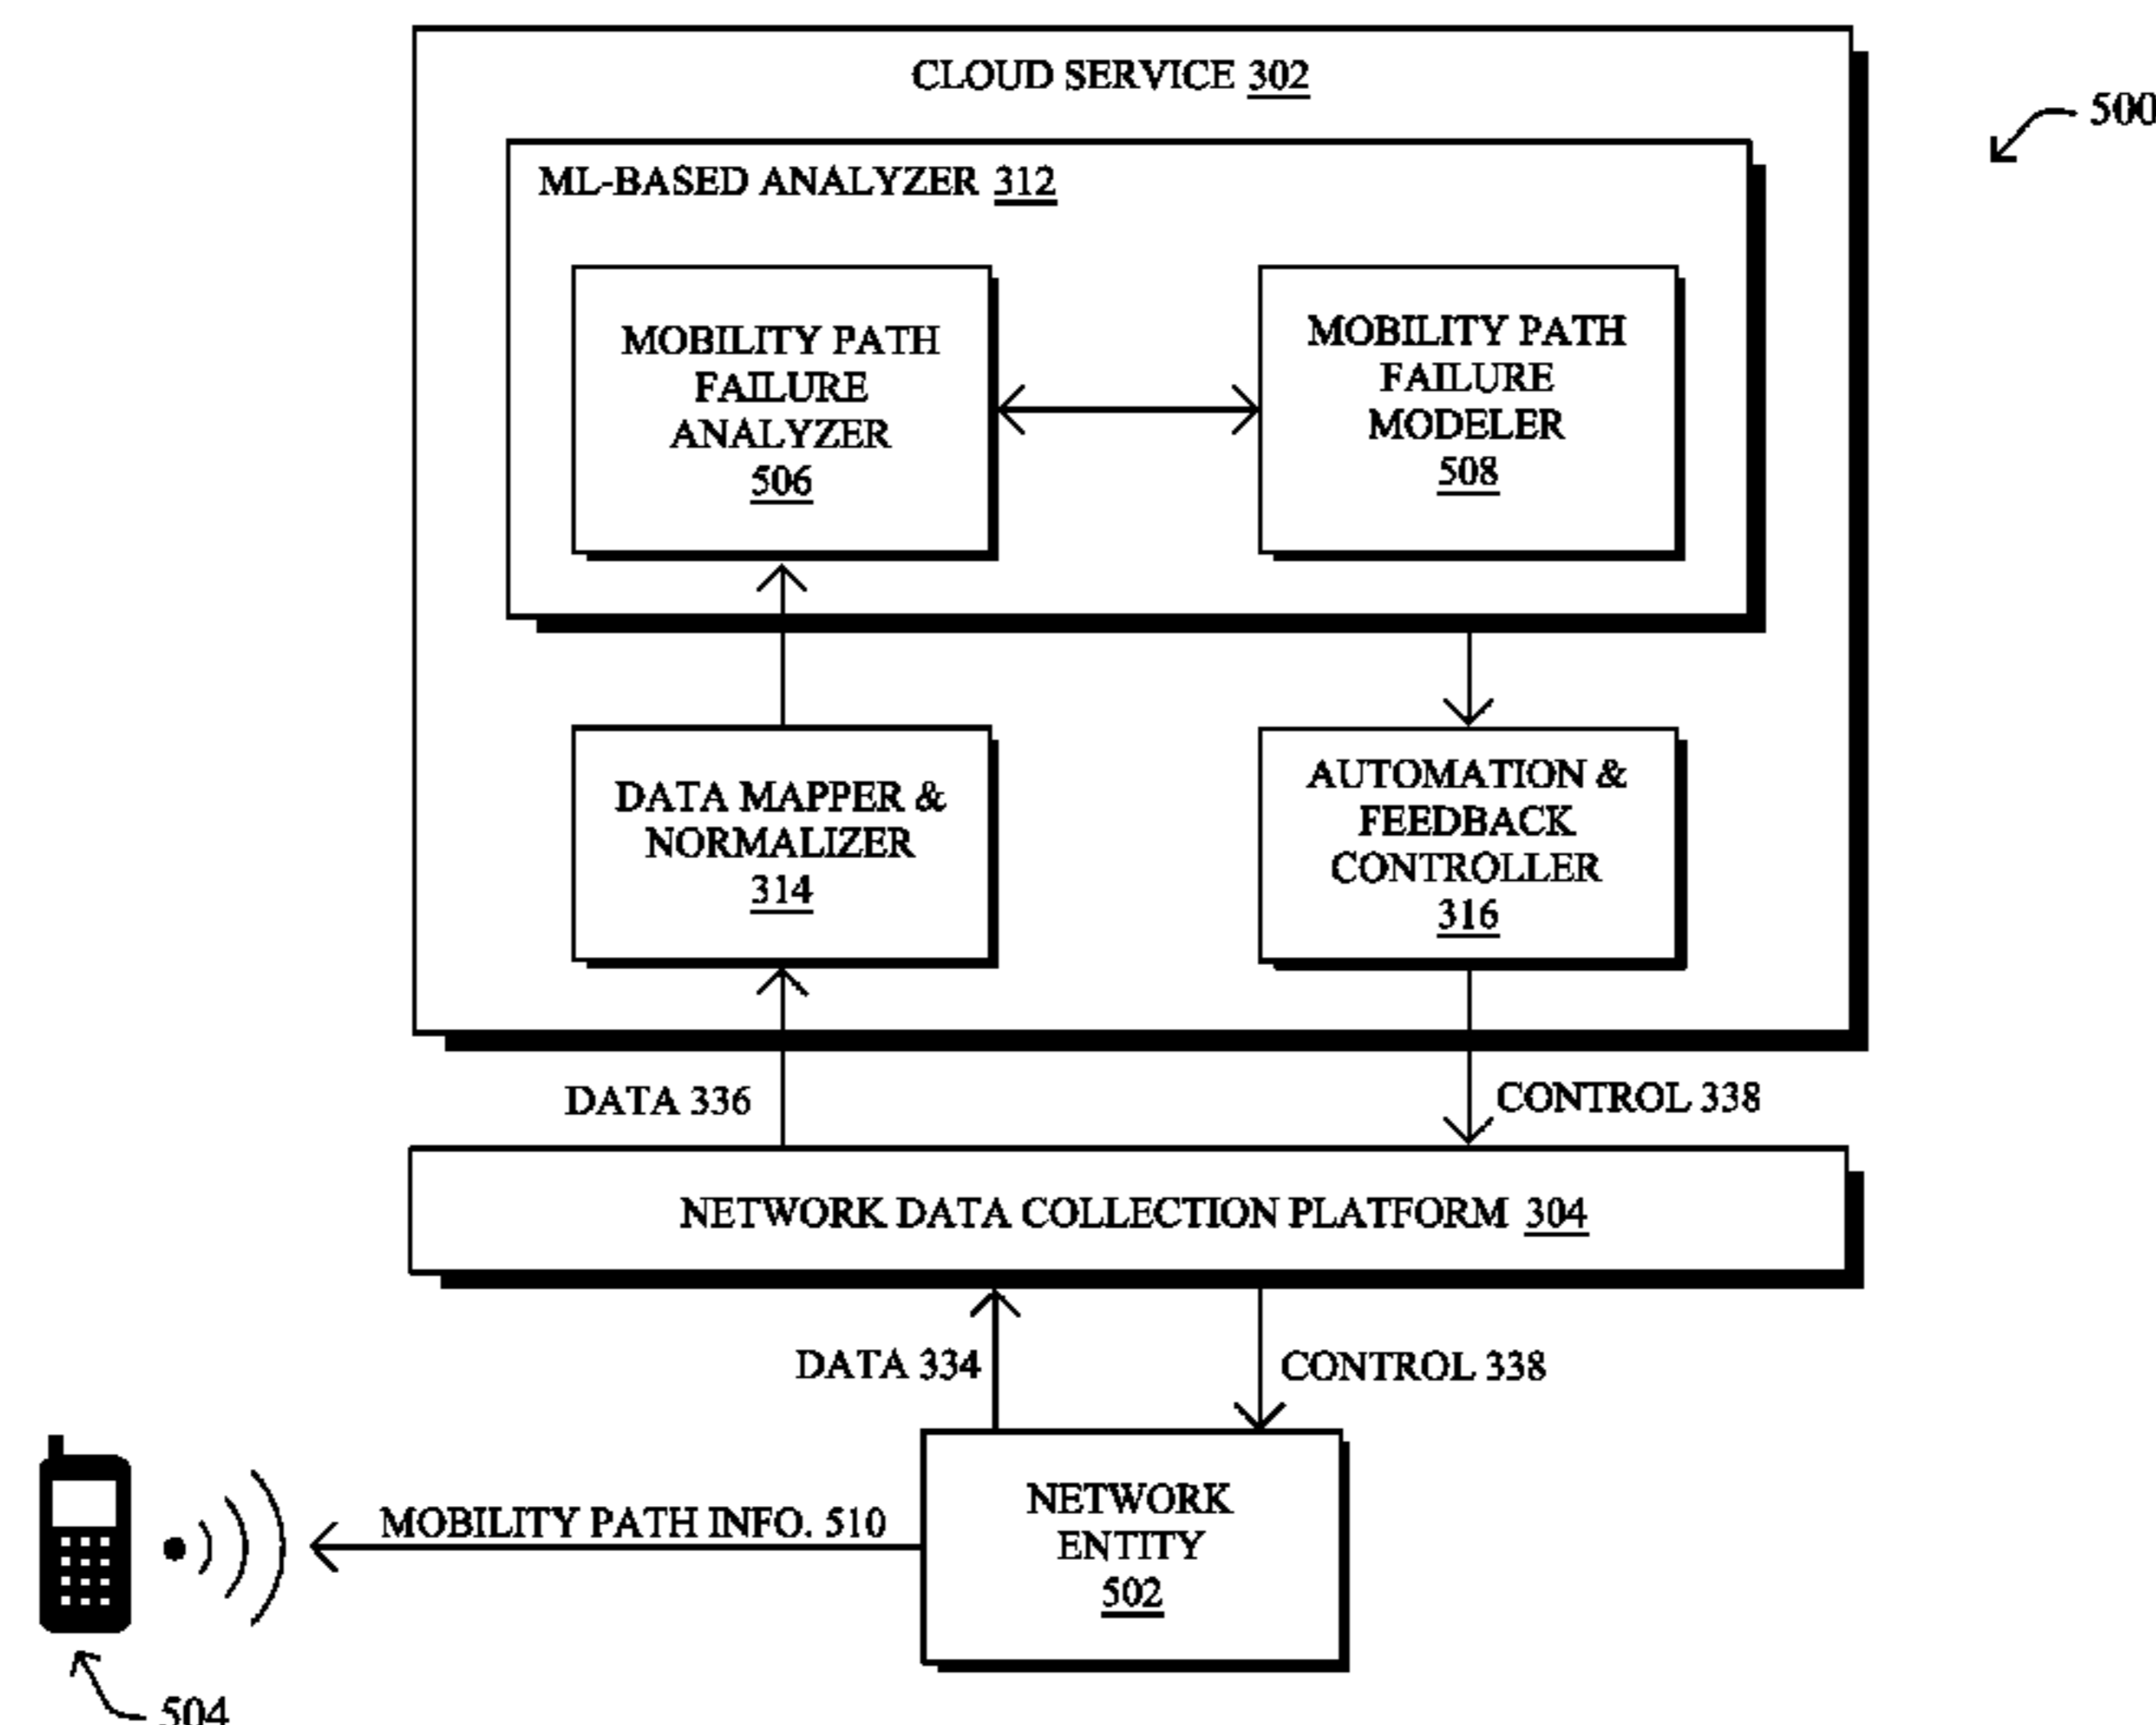 CLOUD SERVICE 302
500
ML-BASED ANALYZER 312
MOBILITY PATH
FAILURE
ANALYZER
506
MOBILITY PATH
FAILURE
MODELER
508
DATA MAPPER &
NORMALIZER
314
AUTOMATION &
FEEDBACK
CONTROLLER
316
DATA 336
CONTROL 338
NETWORK DATA COLLECTION PLATFORM 304
DATA 334
CONTROL 338
MOBILITY PATH INFO. 510
NETWORK
ENTITY
502
504